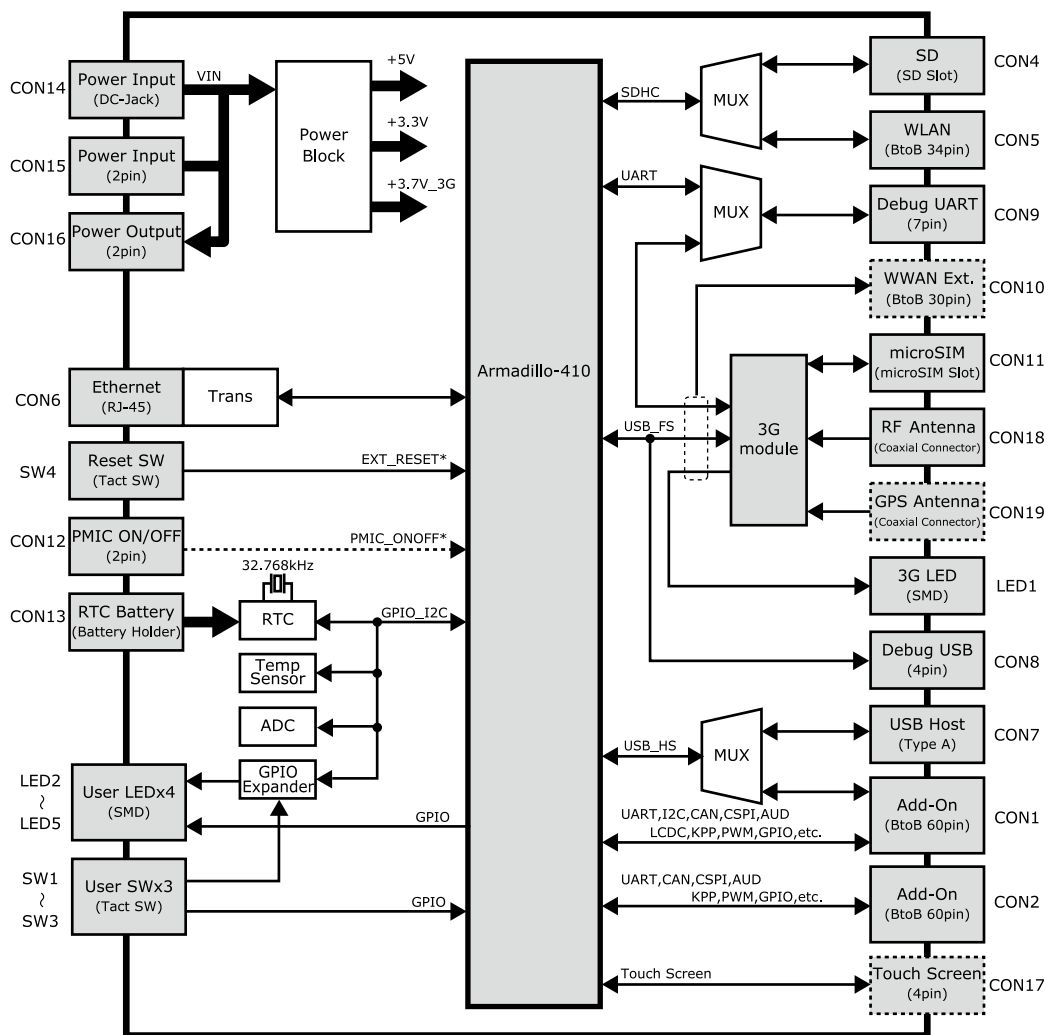 CON14
Power Input
(DC-Jack)
VIN
CON15
Power Input
(2pin)
CON16
Power Output
(2pin)
Power
Block
+5V
+3.3V
+3.7V_3G
CON6
Ethernet
(RJ-45)
Trans
SW4
Reset SW
(Tact SW)
EXT_RESET*
CON12
PMIC ON/OFF
(2pin)
PMIC_ONOFF*
CON13
RTC Battery
(Battery Holder)
32.768kHz
RTC
GPIO_I2C
Temp
Sensor
ADC
GPIO
Expander
LED2
~
LED5
User LEDx4
(SMD)
GPIO
SW1
~
SW3
User SWx3
(Tact SW)
GPIO
Armadillo-410
SDHC
MUX
SD
(SD Slot)
CON4
WLAN
(BtoB 34pin)
CON5
UART
MUX
Debug UART
(7pin)
CON9
WWAN Ext.
(BtoB 30pin)
CON10
microSIM
(microSIM Slot)
CON11
USB_FS
3G
module
RF Antenna
(Coaxial Connector)
CON18
GPS Antenna
(Coaxial Connector)
CON19
3G LED
(SMD)
LED1
Debug USB
(4pin)
CON8
USB_HS
MUX
USB Host
(Type A)
CON7
UART,I2C,CAN,CSPI,AUD
LCDC,KPP,PWM,GPIO,etc.
Add-On
(BtoB 60pin)
CON1
UART,CAN,CSPI,AUD
KPP,PWM,GPIO,etc.
Add-On
(BtoB 60pin)
CON2
Touch Screen
Touch Screen
(4pin)
CON17